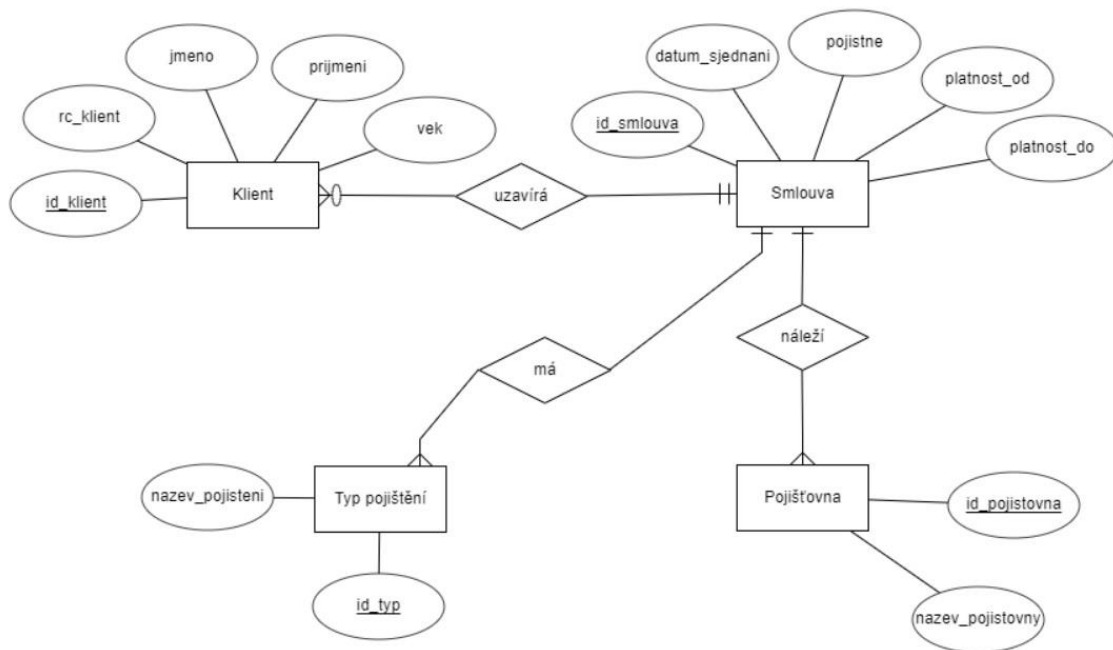 jmeno
prijmeni
rc_klient
vek
id_klient
Klient
uzavírá
datum_sjednani
pojistne
id_smlouva
platnost_od
platnost_do
Smlouva
má
náleží
nazev_pojisteni
Typ pojištění
id_typ
Pojišťovna
id_pojistovna
nazev_pojistovny